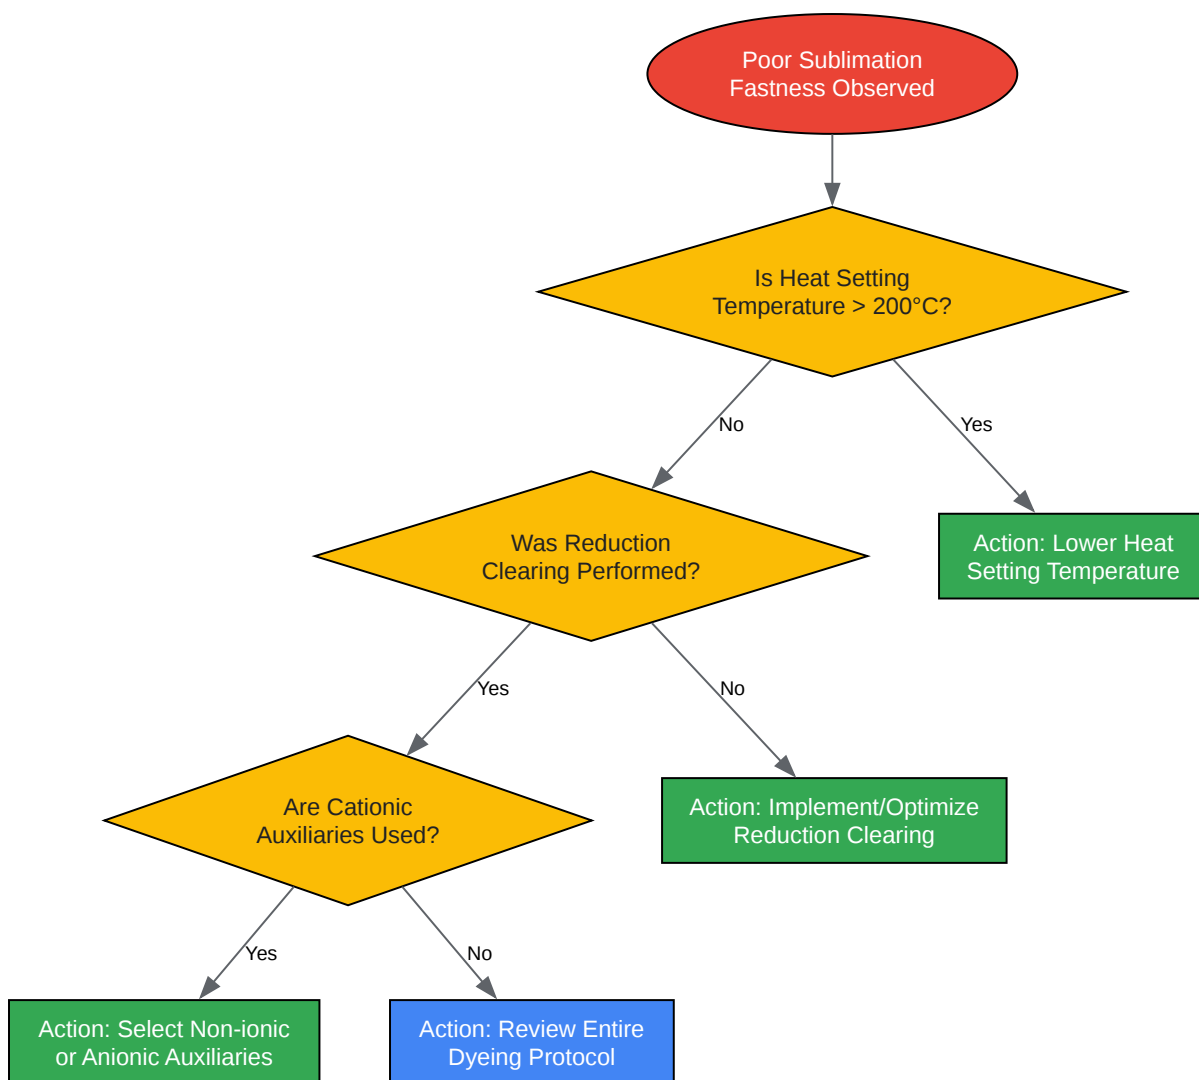 Poor Sublimation
Fastness Observed
Is Heat Setting
Temperature > 200°C?
No
Yes
Was Reduction
Clearing Performed?
Action: Lower Heat
Setting Temperature
Yes
No
Are Cationic
Auxiliaries Used?
Action: Implement/Optimize
Reduction Clearing
Yes
No
Action: Select Non-ionic
or Anionic Auxiliaries
Action: Review Entire
Dyeing Protocol